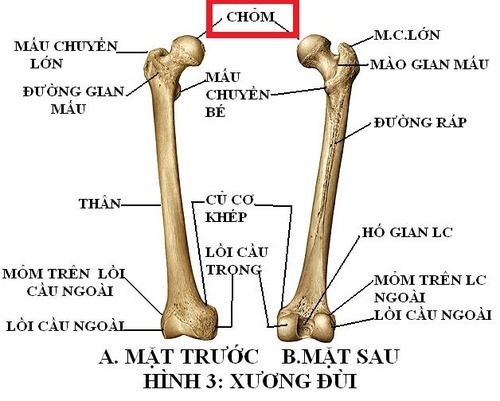 CHỎM
MẤU CHUYỂN
LỚN
M.C.LỚN
MÀO GIAN MẤU
ĐƯỜNG GIAN
MẤU
MẤU
CHUYỂN
BÉ
ĐƯỜNG RÁP
THÂN
CỦ CƠ
KHÉP
HỐ GIAN LC
LỒI CẦU
TRONG
MỎM TRÊN LỒI
CẦU NGOÀI
MỎM TRÊN LC
NGOÀI
LỒI CẦU NGOÀI
LỒI CẦU NGOÀI
A. MẶT TRƯỚC B.MẶT SAU
HÌNH 3: XƯƠNG ĐÙI